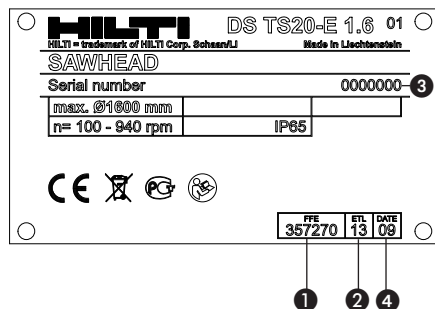 HILTI DS TS20-E 1.6 01
HILTI = trademark of HILTI Corp. Schaan/LI Made in Liechtenstein
SAWHEAD
Serial number 0000000 3
max. Ø1600 mm
n= 100 - 940 rpm IP65
CE PCT
FFE ETL DATE
357270 13 09
1 2 4